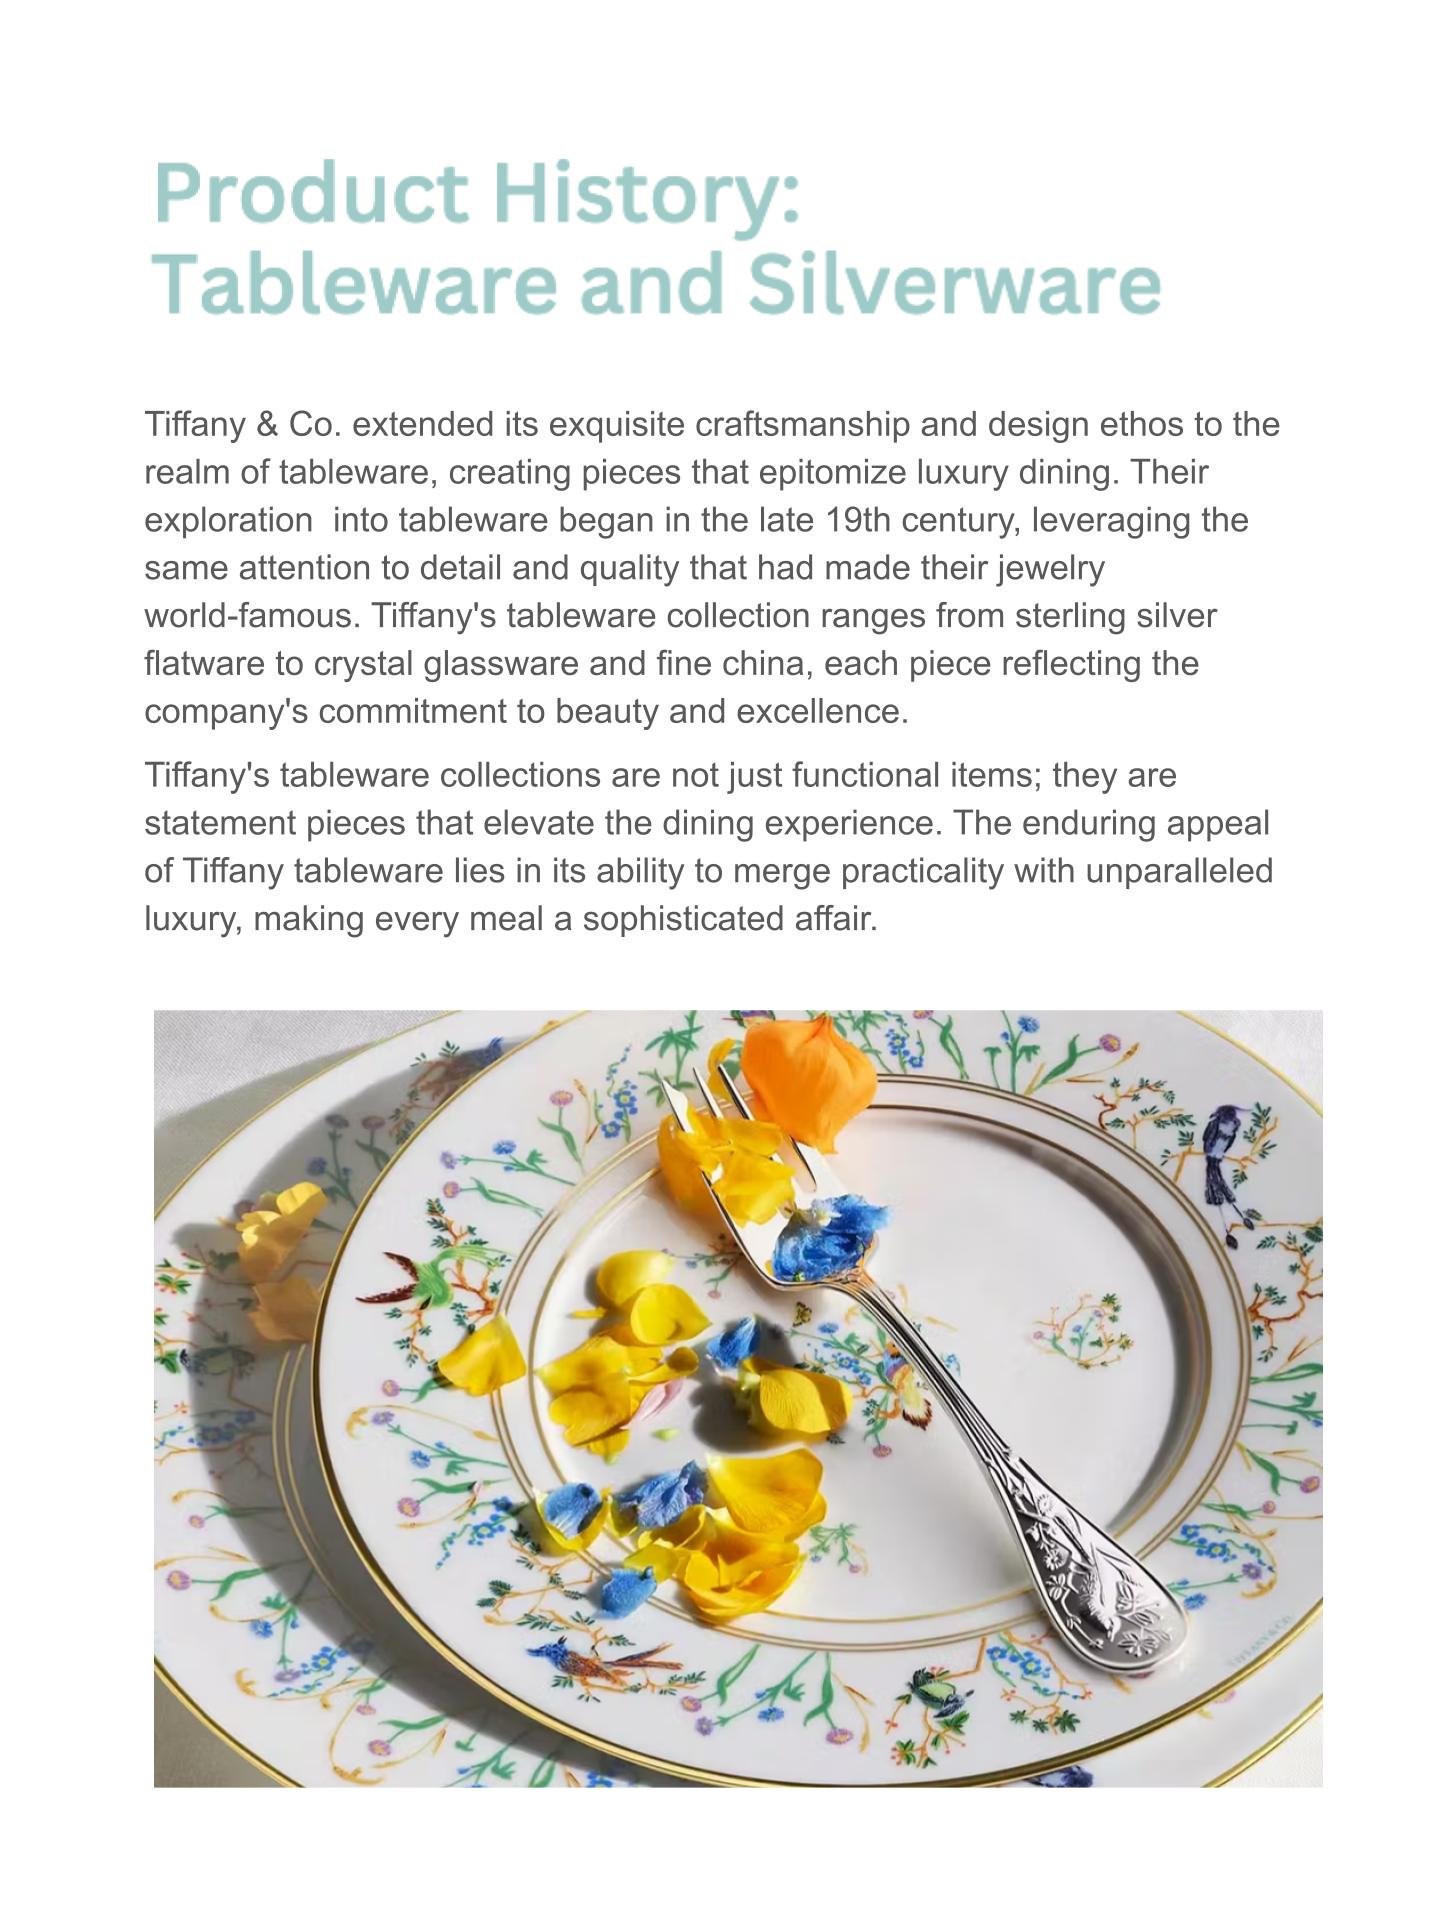 Product History:
Tableware and Silverware
Tiffany & Co. extended its exquisite craftsmanship and design ethos to the
realm of tableware, creating pieces that epitomize luxury dining. Their
exploration  into tableware began in the late 19th century, leveraging the
same attention to detail and quality that had made their jewelry
world-famous. Tiffany's tableware collection ranges from sterling silver
flatware to crystal glassware and fine china, each piece reflecting the
company's commitment to beauty and excellence.
Tiffany's tableware collections are not just functional items; they are
statement pieces that elevate the dining experience. The enduring appeal
of Tiffany tableware lies in its ability to merge practicality with unparalleled
luxury, making every meal a sophisticated affair.
TIFFANY & CO.